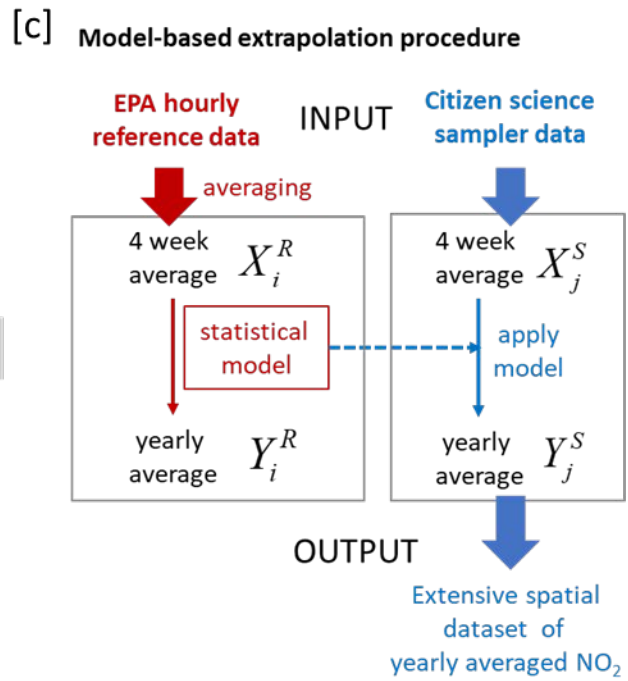 [c] Model-based extrapolation procedure
EPA hourly
reference data
INPUT
Citizen science
sampler data
averaging
4 week
average
X_i^R
4 week
average
X_j^S
statistical
model
apply
model
yearly
average
Y_i^R
yearly
average
Y_j^S
OUTPUT
Extensive spatial
dataset of
yearly averaged NO₂